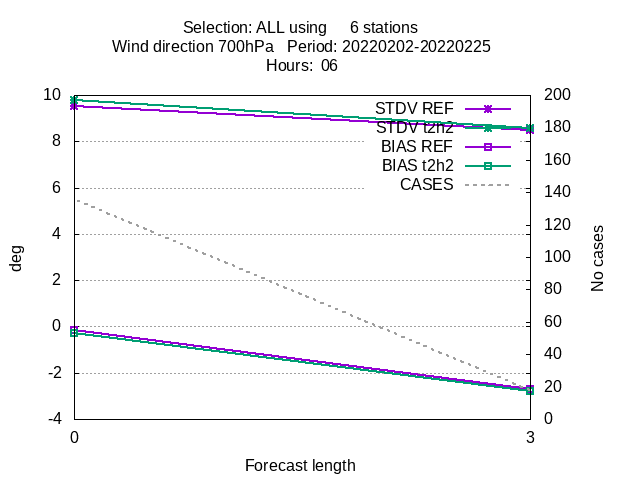 Selection: ALL using     6 stations
Wind direction 700hPa   Period: 20220202-20220225
Hours:  06
10
8
6
4
2
0
-2
-4
deg
200
180
160
140
120
100
80
60
40
20
0
No cases
STDV REF
STDV t2h2
BIAS REF
BIAS t2h2
CASES
0
3
Forecast length